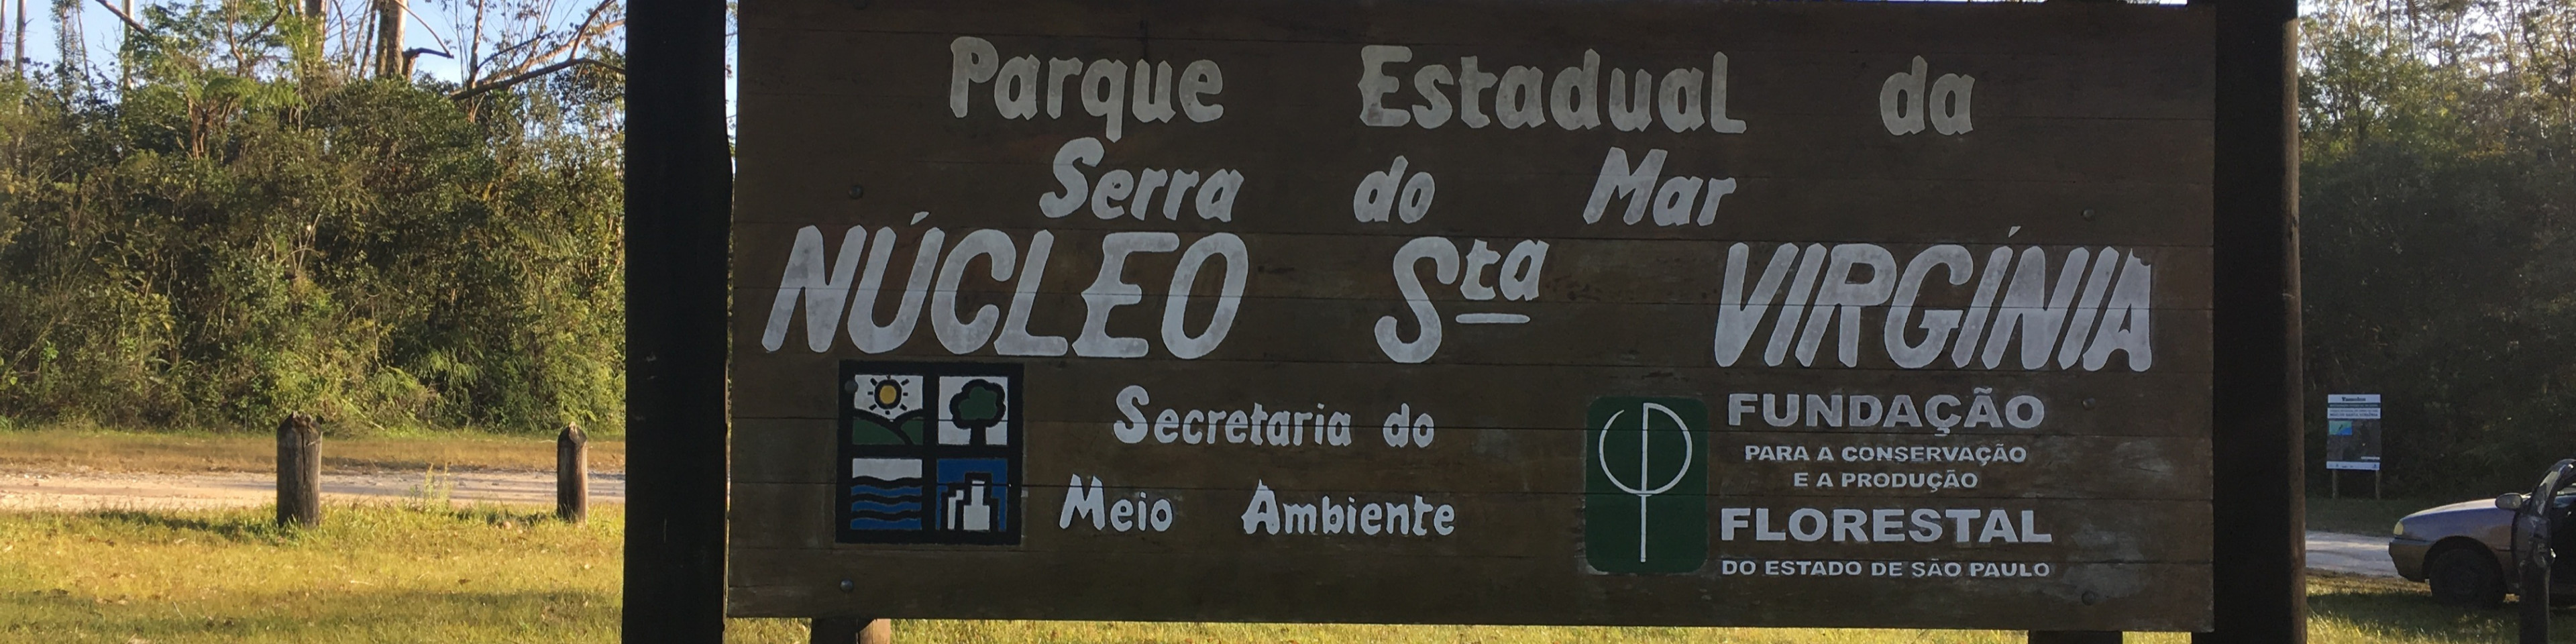 Parque Estadual da
Serra do Mar
NÚCLEO Sta VIRGÍNIA
Secretaria do
Meio Ambiente
FUNDAÇÃO
PARA A CONSERVAÇÃO
E A PRODUÇÃO
FLORESTAL
DO ESTADO DE SÃO PAULO